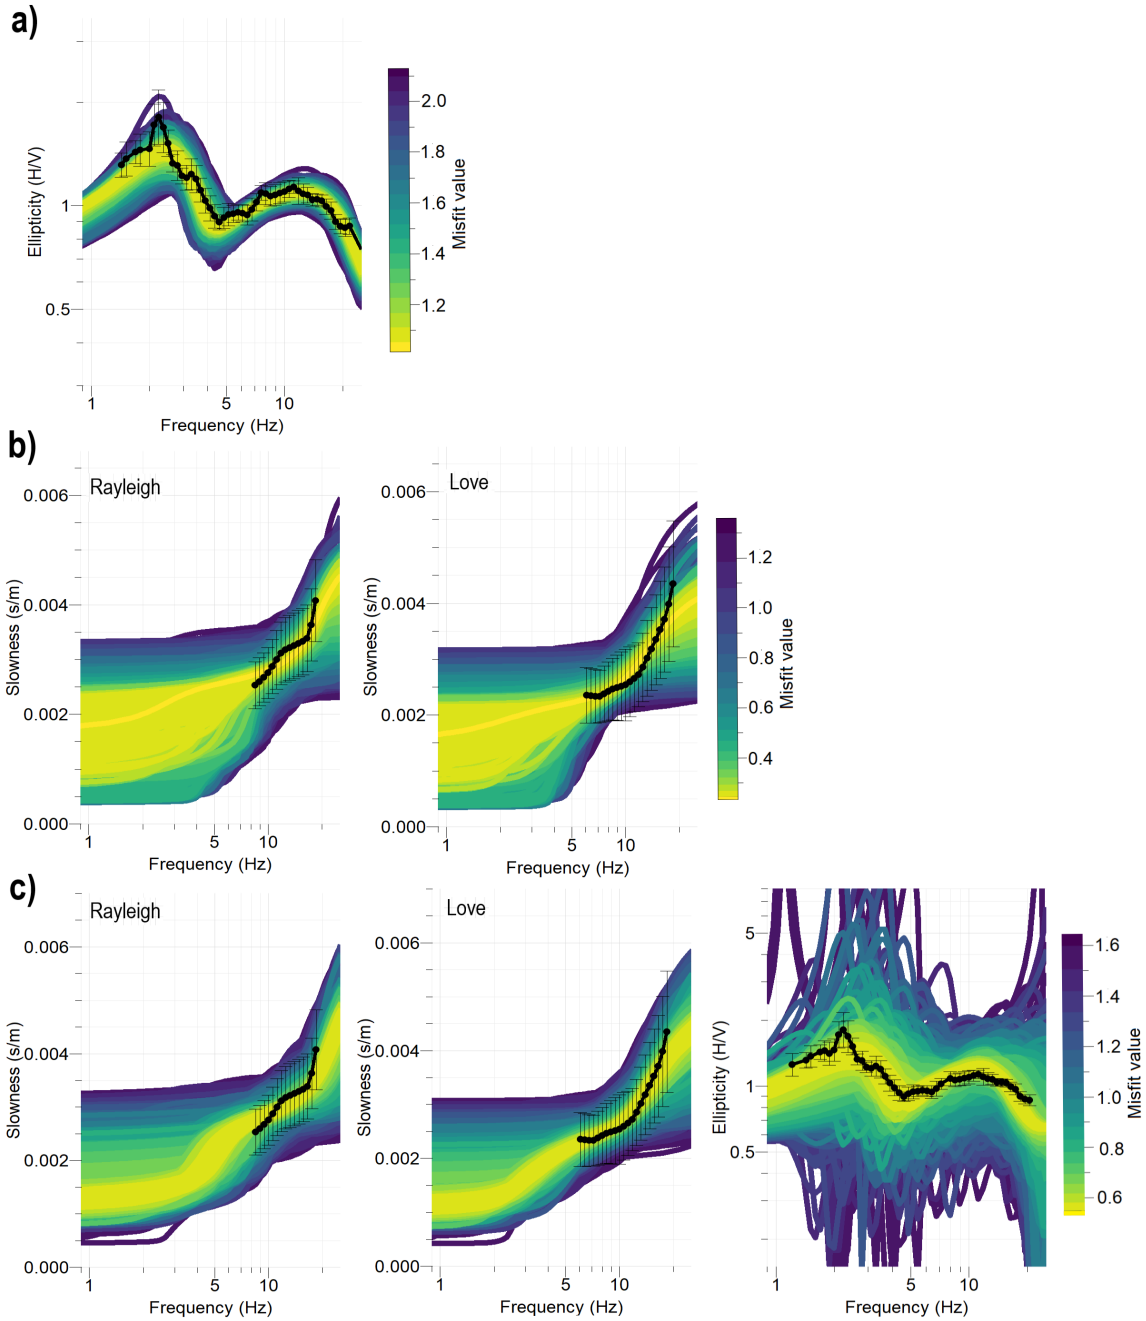 a)
Ellipticity (H/V)
1
0.5
1
5
10
Frequency (Hz)
2.0
1.8
1.6
1.4
1.2
Misfit value
b)
Rayleigh
Slowness (s/m)
0.006
0.004
0.002
0.000
1
10
Frequency (Hz)
Love
Slowness (s/m)
0.006
0.004
0.002
0.000
1
5
10
Frequency (Hz)
1.2
1.0
0.8
0.6
0.4
Misfit value
c)
Rayleigh
Slowness (s/m)
0.006
0.004
0.002
0.000
1
10
Frequency (Hz)
Love
Slowness (s/m)
0.006
0.004
0.002
0.000
1
5
10
Frequency (Hz)
Ellipticity (H/V)
5
1
0.5
1
5
10
Frequency (Hz)
1.6
1.4
1.2
1.0
0.8
0.6
Misfit value